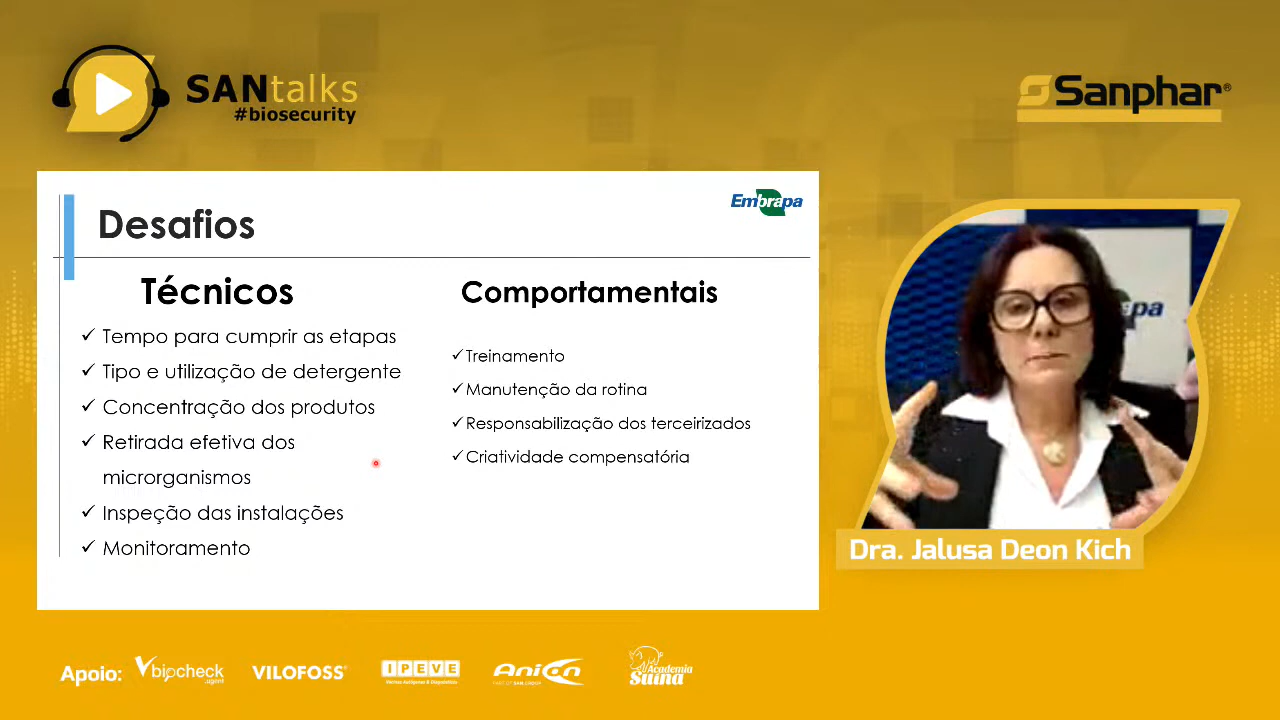 SANtalks
#biosecurity
Sanphar®
Embrapa
Desafios
Técnicos
✓ Tempo para cumprir as etapas
✓ Tipo e utilização de detergente
✓ Concentração dos produtos
✓ Retirada efetiva dos
microrganismos
✓ Inspeção das instalações
✓ Monitoramento
Comportamentais
✓Treinamento
✓Manutenção da rotina
✓Responsabilização dos terceirizados
✓Criatividade compensatória
pa
Dra. Jalusa Deon Kich
Apoio:
biocheck
.ugent
VILOFOSS®
IPEVE
AniCon
Academia
Suína